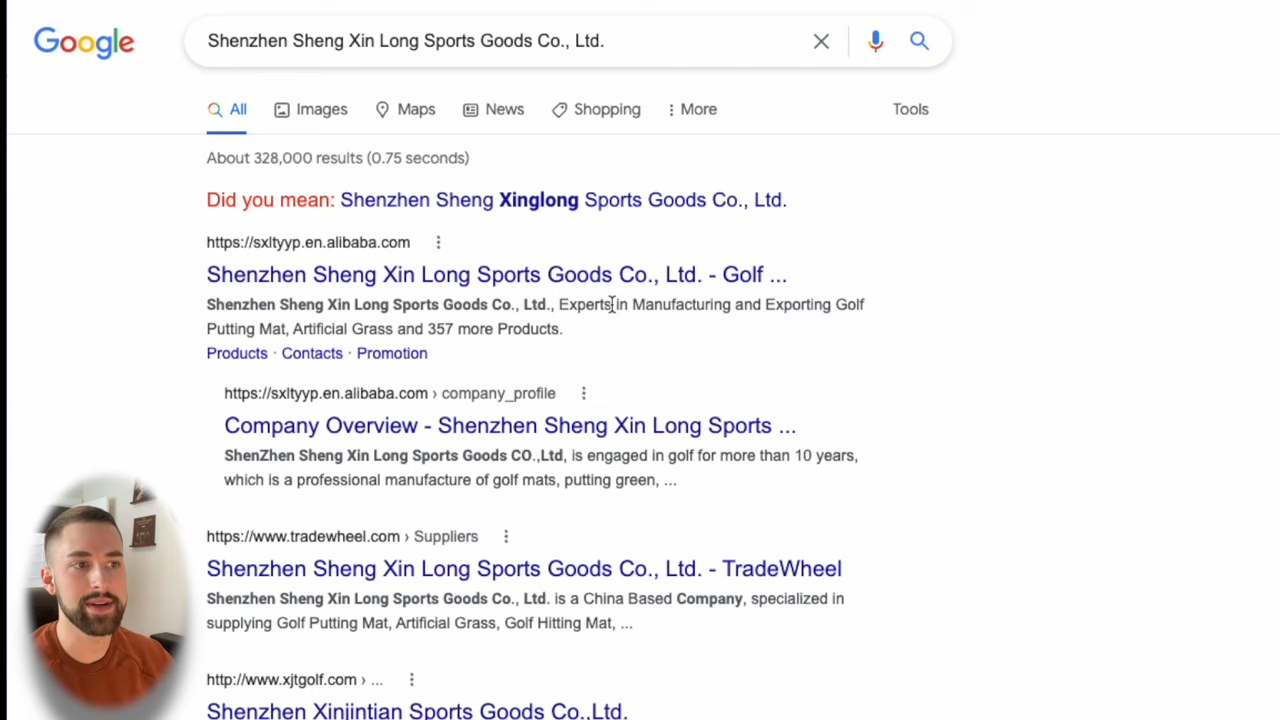 Google
Shenzhen Sheng Xin Long Sports Goods Co., Ltd.
All Images Maps News Shopping More Tools
About 328,000 results (0.75 seconds)
Did you mean: Shenzhen Sheng Xinglong Sports Goods Co., Ltd.
https://sxltyyp.en.alibaba.com
Shenzhen Sheng Xin Long Sports Goods Co., Ltd. - Golf ...
Shenzhen Sheng Xin Long Sports Goods Co., Ltd., Experts in Manufacturing and Exporting Golf
Putting Mat, Artificial Grass and 357 more Products.
Products · Contacts · Promotion
https://sxltyyp.en.alibaba.com › company_profile
Company Overview - Shenzhen Sheng Xin Long Sports ...
ShenZhen Sheng Xin Long Sports Goods CO.,Ltd, is engaged in golf for more than 10 years,
which is a professional manufacture of golf mats, putting green, ...
https://www.tradewheel.com › Suppliers
Shenzhen Sheng Xin Long Sports Goods Co., Ltd. - TradeWheel
Shenzhen Sheng Xin Long Sports Goods Co., Ltd. is a China Based Company, specialized in
supplying Golf Putting Mat, Artificial Grass, Golf Hitting Mat, ...
http://www.xjtgolf.com › ...
Shenzhen Xinjintian Sports Goods Co.,Ltd.